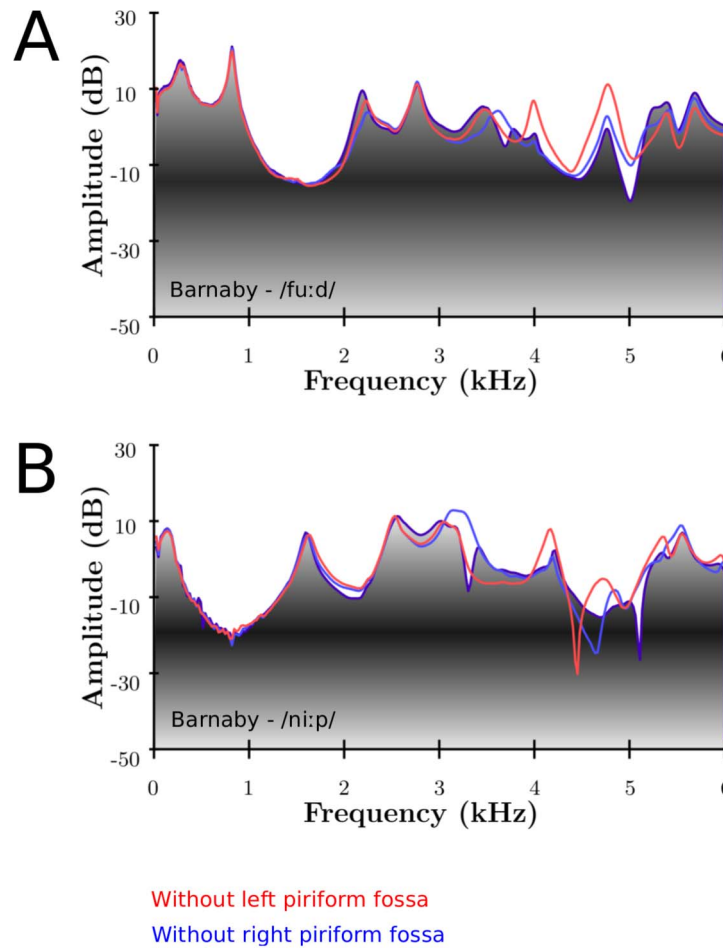 A
30
10
-10
-30
-50
Amplitude (dB)
Barnaby - /fuːd/
0 1 2 3 4 5
Frequency (kHz)
B
30
10
-10
-30
-50
Amplitude (dB)
Barnaby - /niːp/
0 1 2 3 4 5
Frequency (kHz)
Without left piriform fossa
Without right piriform fossa